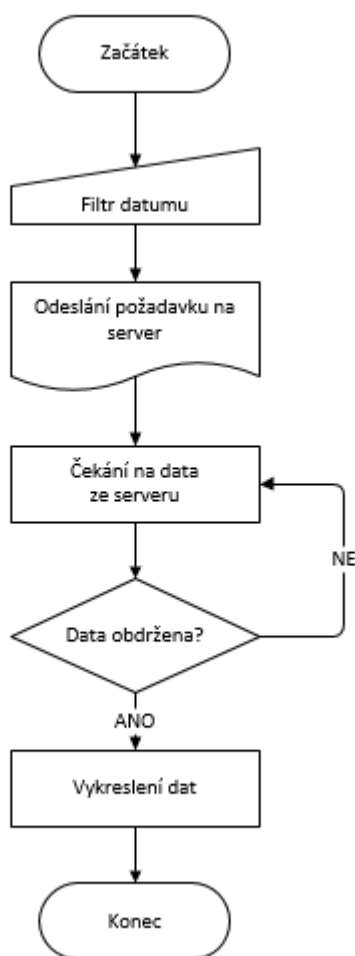 Začátek
Filtr datumu
Odeslání požadavku na
server
Čekání na data
ze serveru
NE
Data obdržena?
ANO
Vykreslení dat
Konec